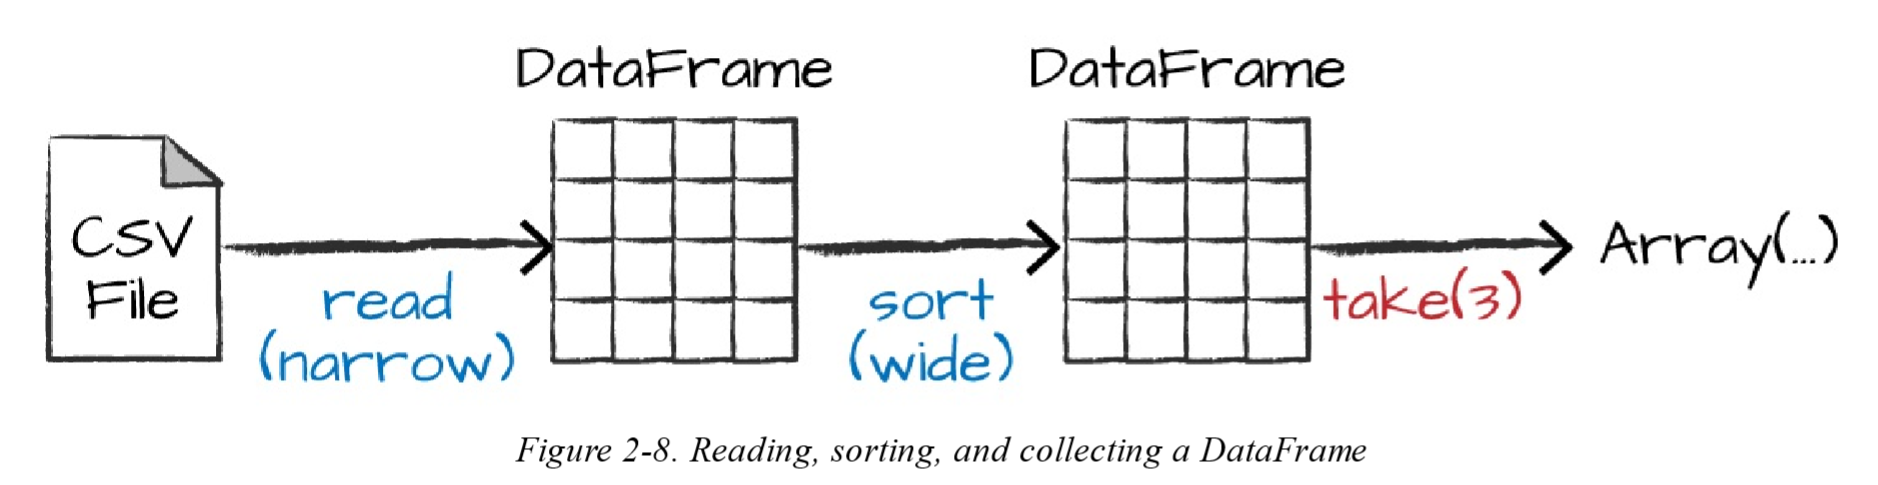 DataFrame
DataFrame
CSV
File
read
(narrow)
sort
(wide)
take(3)
Array(...)
Figure 2-8. Reading, sorting, and collecting a DataFrame